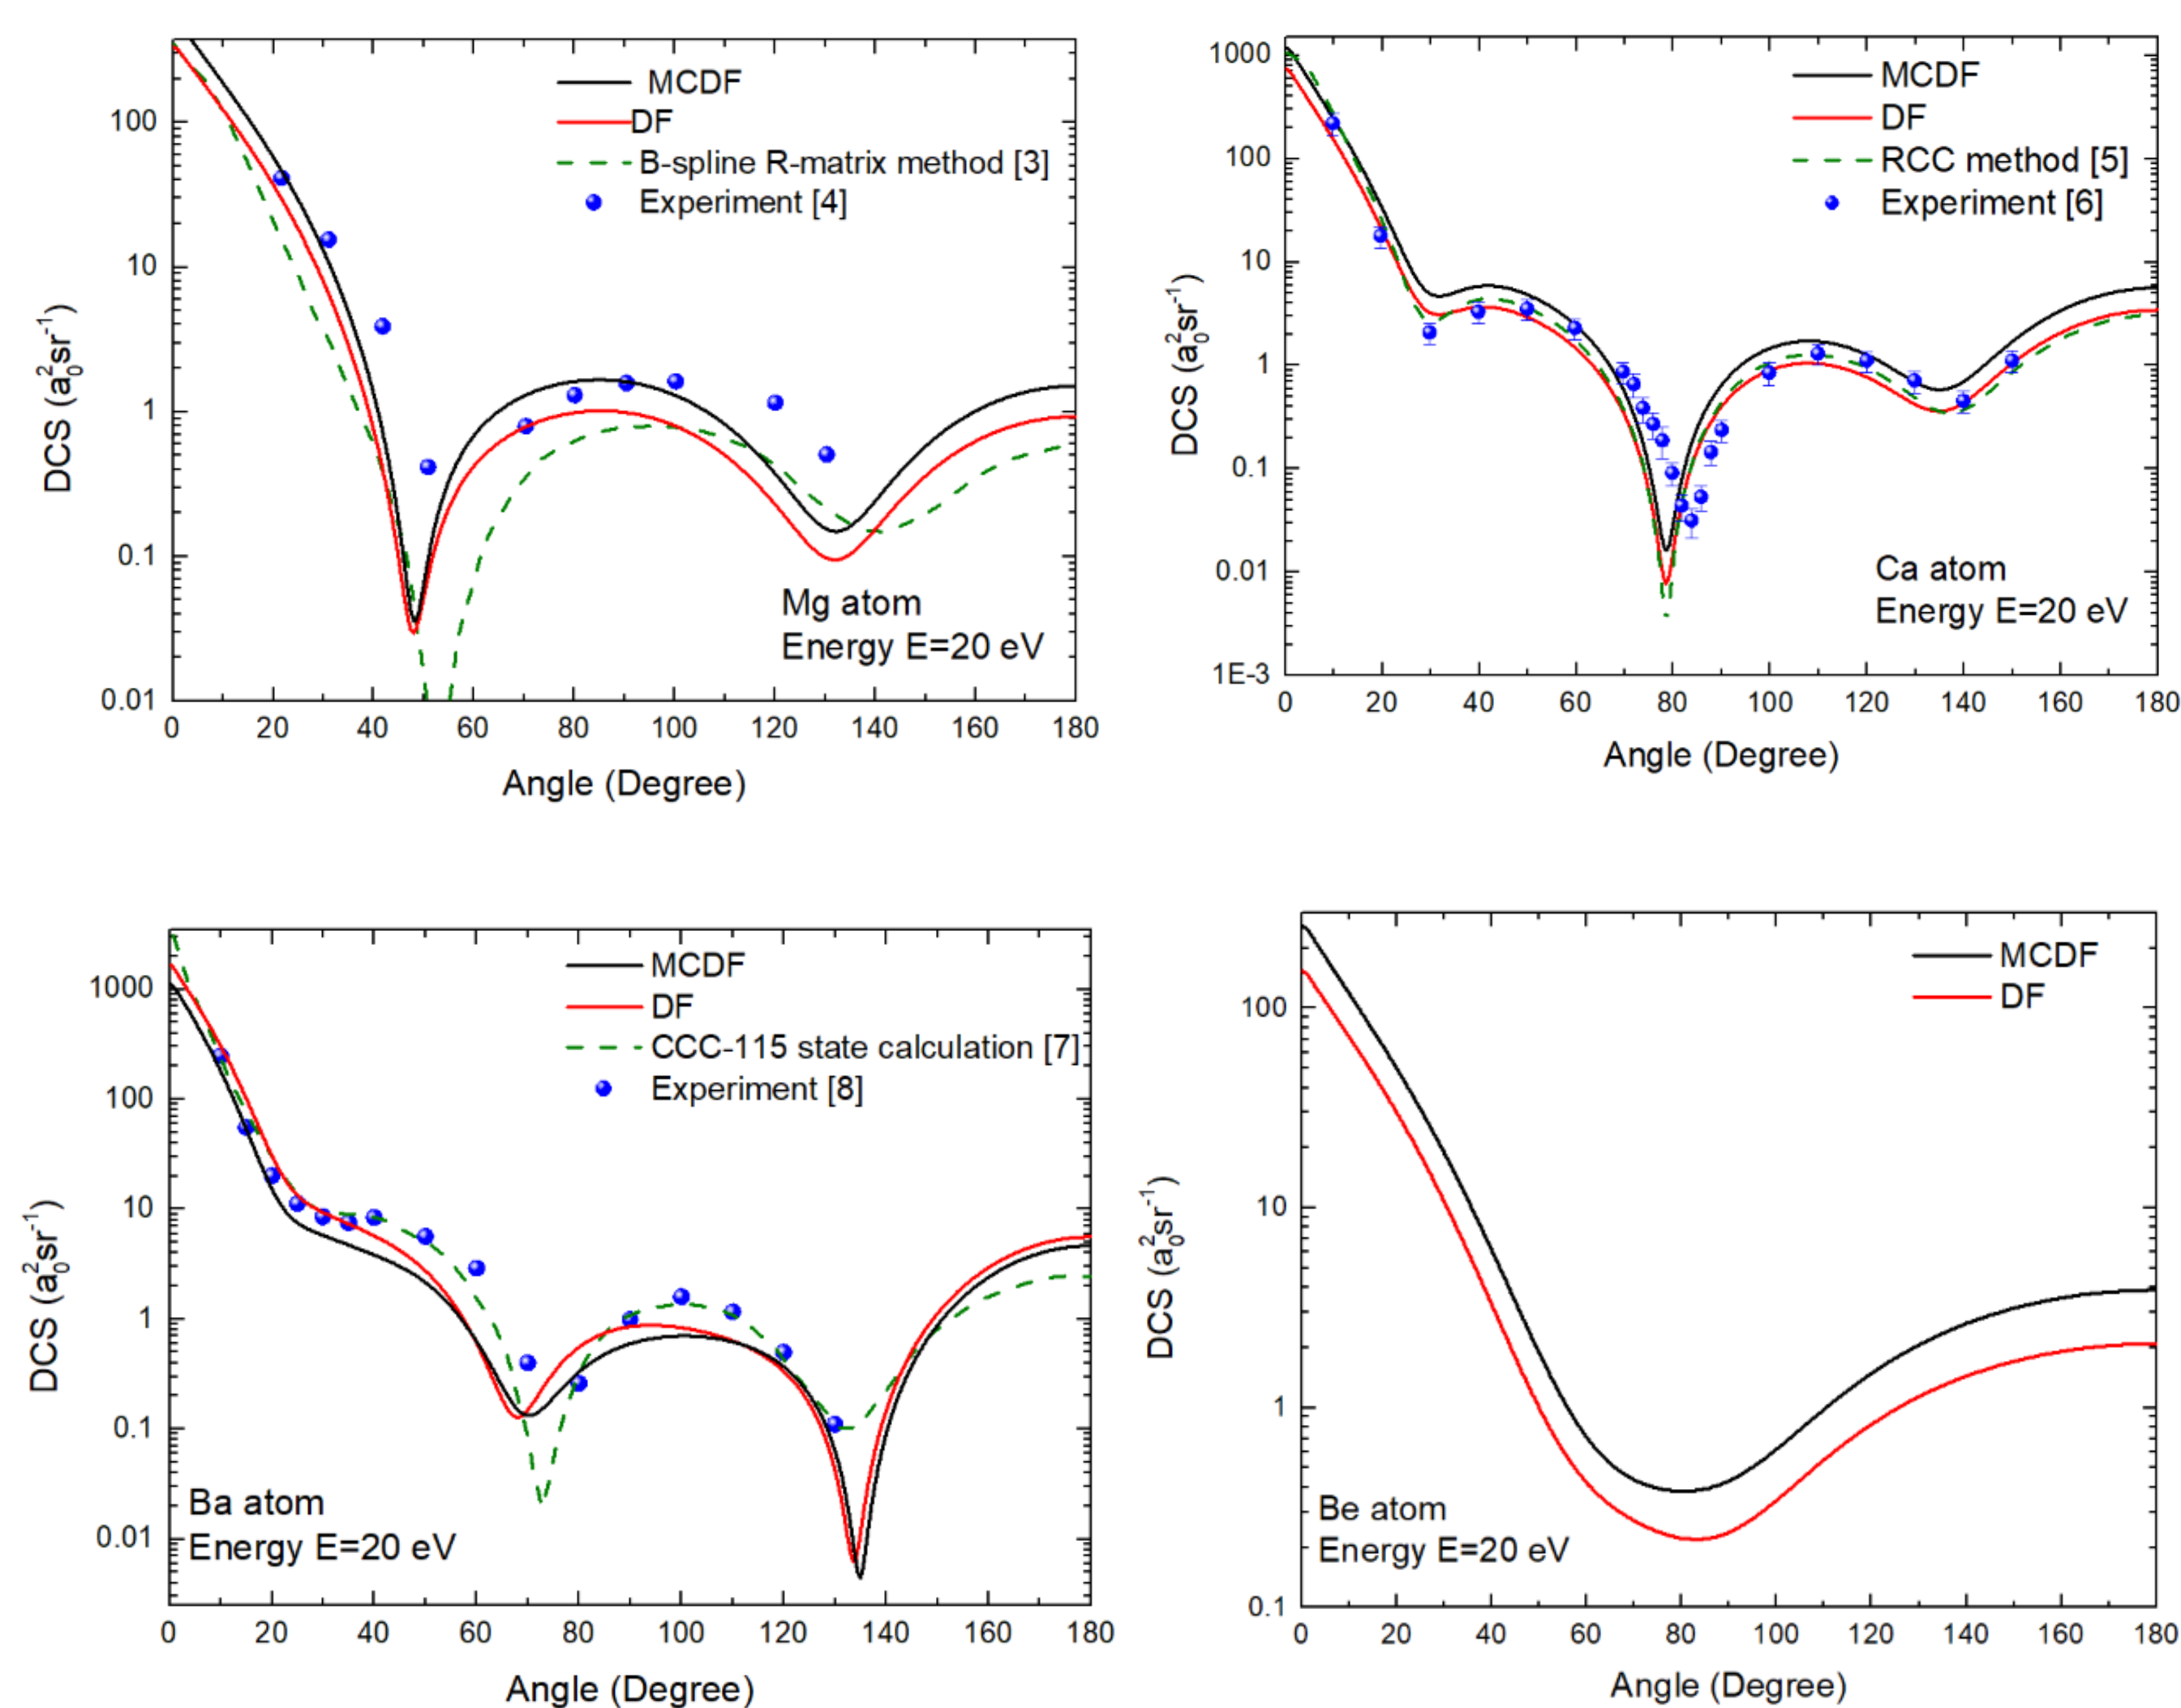 MCDF
DF
B-spline R-matrix method [3]
Experiment [4]
100
10
1
0.1
0.01
DCS (a₀²sr⁻¹)
Mg atom
Energy E=20 eV
0 20 40 60 80 100 120 140 160 180
Angle (Degree)
MCDF
DF
RCC method [5]
Experiment [6]
1000
100
10
1
0.1
0.01
1E-3
DCS (a₀²sr⁻¹)
Ca atom
Energy E=20 eV
0 20 40 60 80 100 120 140 160 180
Angle (Degree)
MCDF
DF
CCC-115 state calculation [7]
Experiment [8]
1000
100
10
1
0.1
0.01
DCS (a₀²sr⁻¹)
Ba atom
Energy E=20 eV
0 20 40 60 80 100 120 140 160 180
Angle (Degree)
MCDF
DF
100
10
1
0.1
DCS (a₀²sr⁻¹)
Be atom
Energy E=20 eV
0 20 40 60 80 100 120 140 160 180
Angle (Degree)